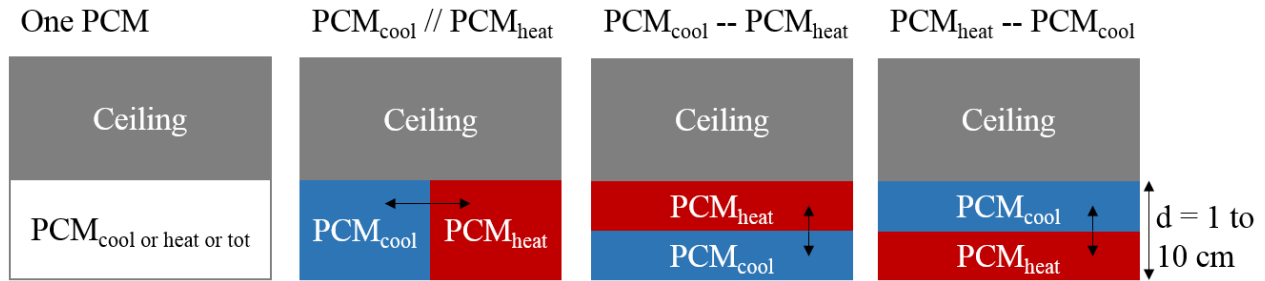 One PCM
PCMcool // PCMheat
PCMcool -- PCMheat
PCMheat -- PCMcool
Ceiling
Ceiling
Ceiling
Ceiling
PCMcool or heat or tot
PCMcool
PCMheat
PCMheat
PCMcool
PCMcool
PCMheat
d = 1 to
10 cm